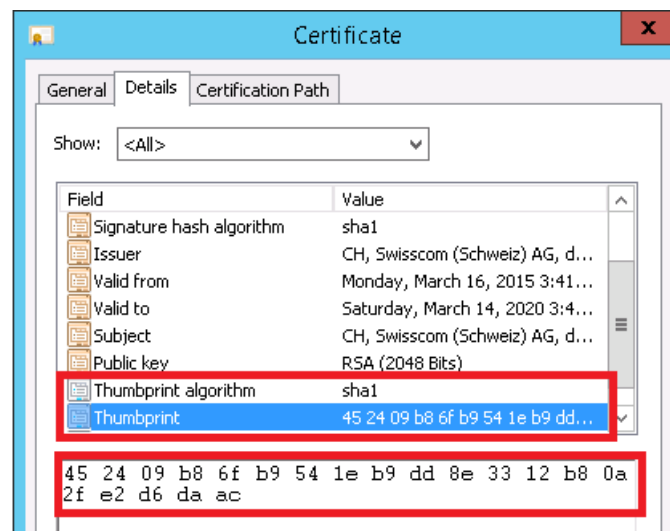 Certificate
x
General Details Certification Path
Show: <All>
Field Value
Signature hash algorithm sha1
Issuer CH, Swisscom (Schweiz) AG, d...
Valid from Monday, March 16, 2015 3:41...
Valid to Saturday, March 14, 2020 3:4...
Subject CH, Swisscom (Schweiz) AG, d...
Public key RSA (2048 Bits)
Thumbprint algorithm sha1
Thumbprint 45 24 09 b8 6f b9 54 1e b9 dd...
45 24 09 b8 6f b9 54 1e b9 dd 8e 33 12 b8 0a
2f e2 d6 da ac